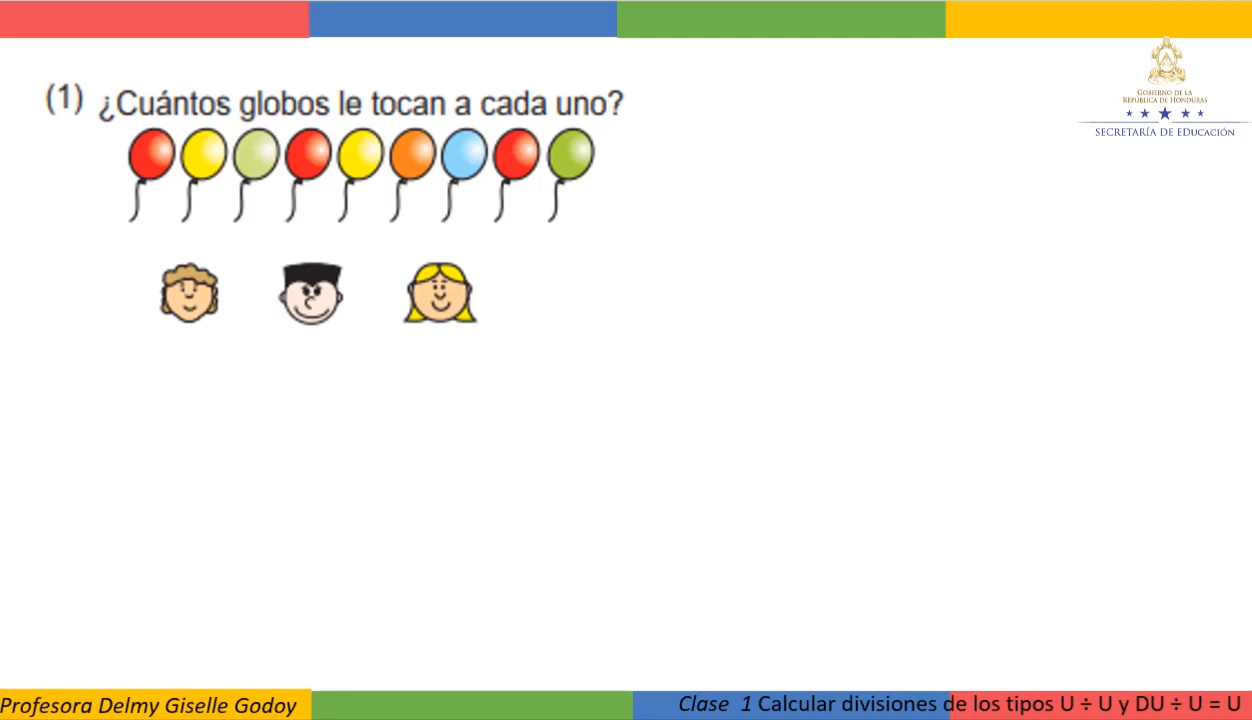 (1) ¿Cuántos globos le tocan a cada uno?
GOBIERNO DE LA
REPÚBLICA DE HONDURAS
SECRETARÍA DE EDUCACIÓN
Profesora Delmy Giselle Godoy
Clase 1 Calcular divisiones de los tipos U ÷ U y DU ÷ U = U